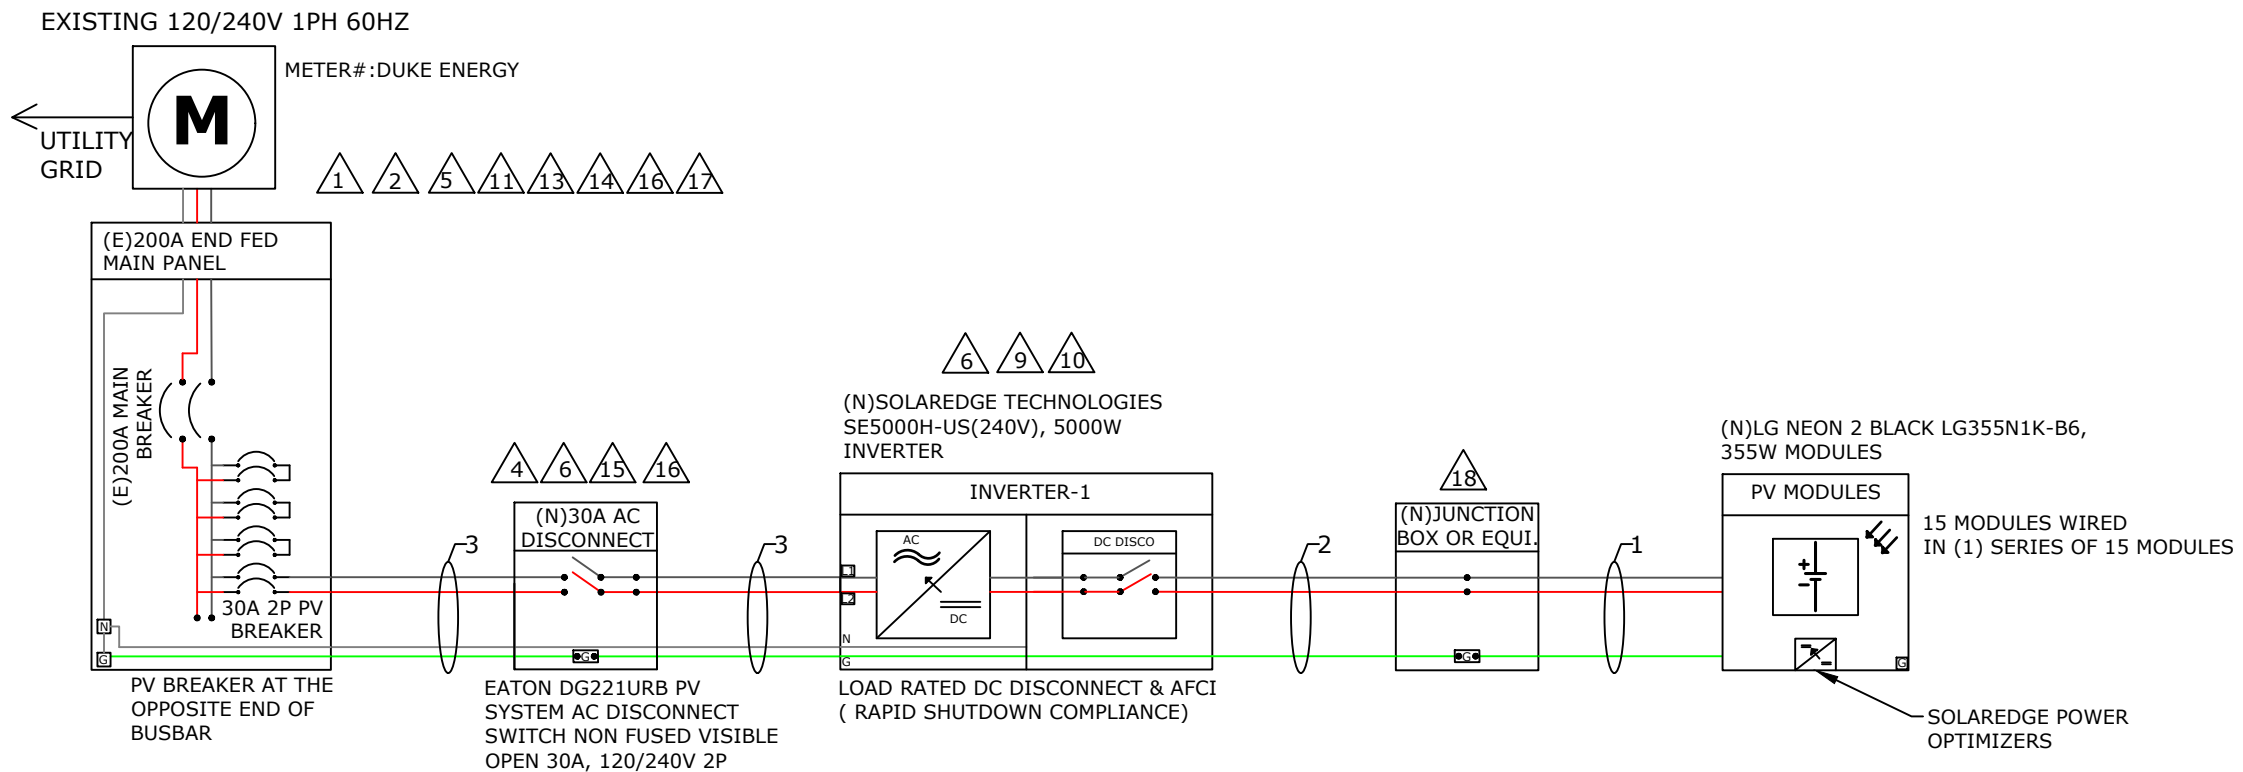 EXISTING 120/240V 1PH 60HZ
METER#:DUKE ENERGY
M
UTILITY
GRID
1 2 5 11 13 14 16 17
(E)200A END FED
MAIN PANEL
(E)200A MAIN
BREAKER
30A 2P PV
BREAKER
N
G
PV BREAKER AT THE
OPPOSITE END OF
BUSBAR
3
4 6 15 16
(N)30A AC
DISCONNECT
G
EATON DG221URB PV
SYSTEM AC DISCONNECT
SWITCH NON FUSED VISIBLE
OPEN 30A, 120/240V 2P
3
6 9 10
(N)SOLAREDGE TECHNOLOGIES
SE5000H-US(240V), 5000W
INVERTER
INVERTER-1
AC
DC
DC DISCO
L1
L2
N
G
LOAD RATED DC DISCONNECT & AFCI
( RAPID SHUTDOWN COMPLIANCE)
2
18
(N)JUNCTION
BOX OR EQUI.
G
1
(N)LG NEON 2 BLACK LG355N1K-B6,
355W MODULES
PV MODULES
+
−
G
15 MODULES WIRED
IN (1) SERIES OF 15 MODULES
SOLAREDGE POWER
OPTIMIZERS